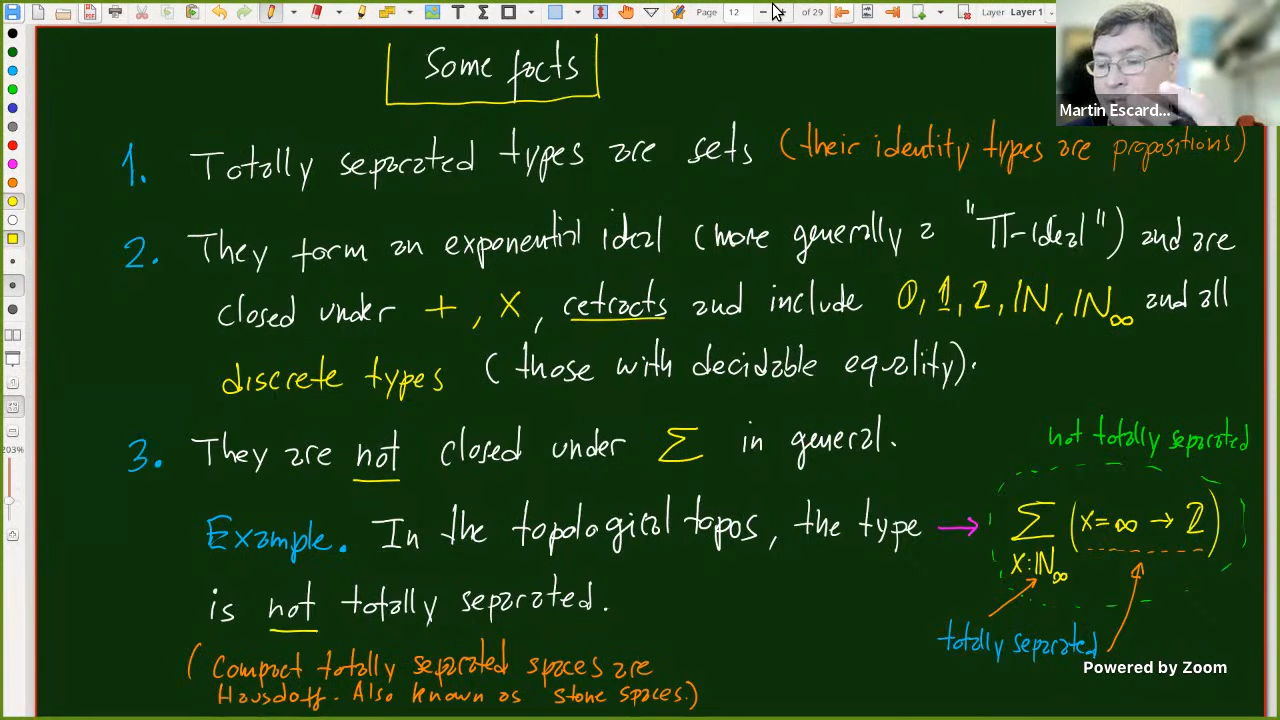 Page 12 of 29 Layer Layer 1
Martin Escard...
203%
Some facts
1. Totally separated types are sets (their identity types are propositions)
2. They form an exponential ideal (more generally a "Π-ideal") and are
closed under +, ×, retracts and include 0, 1, 2, ℕ, ℕ∞ and all
discrete types (those with decidable equality).
3. They are not closed under Σ in general.
not totally separated
Example. In the topological topos, the type → Σ (x=∞ → 2)
x:ℕ∞
is not totally separated.
totally separated
(Compact totally separated spaces are
Hausdoff. Also known as stone spaces.)
Powered by Zoom